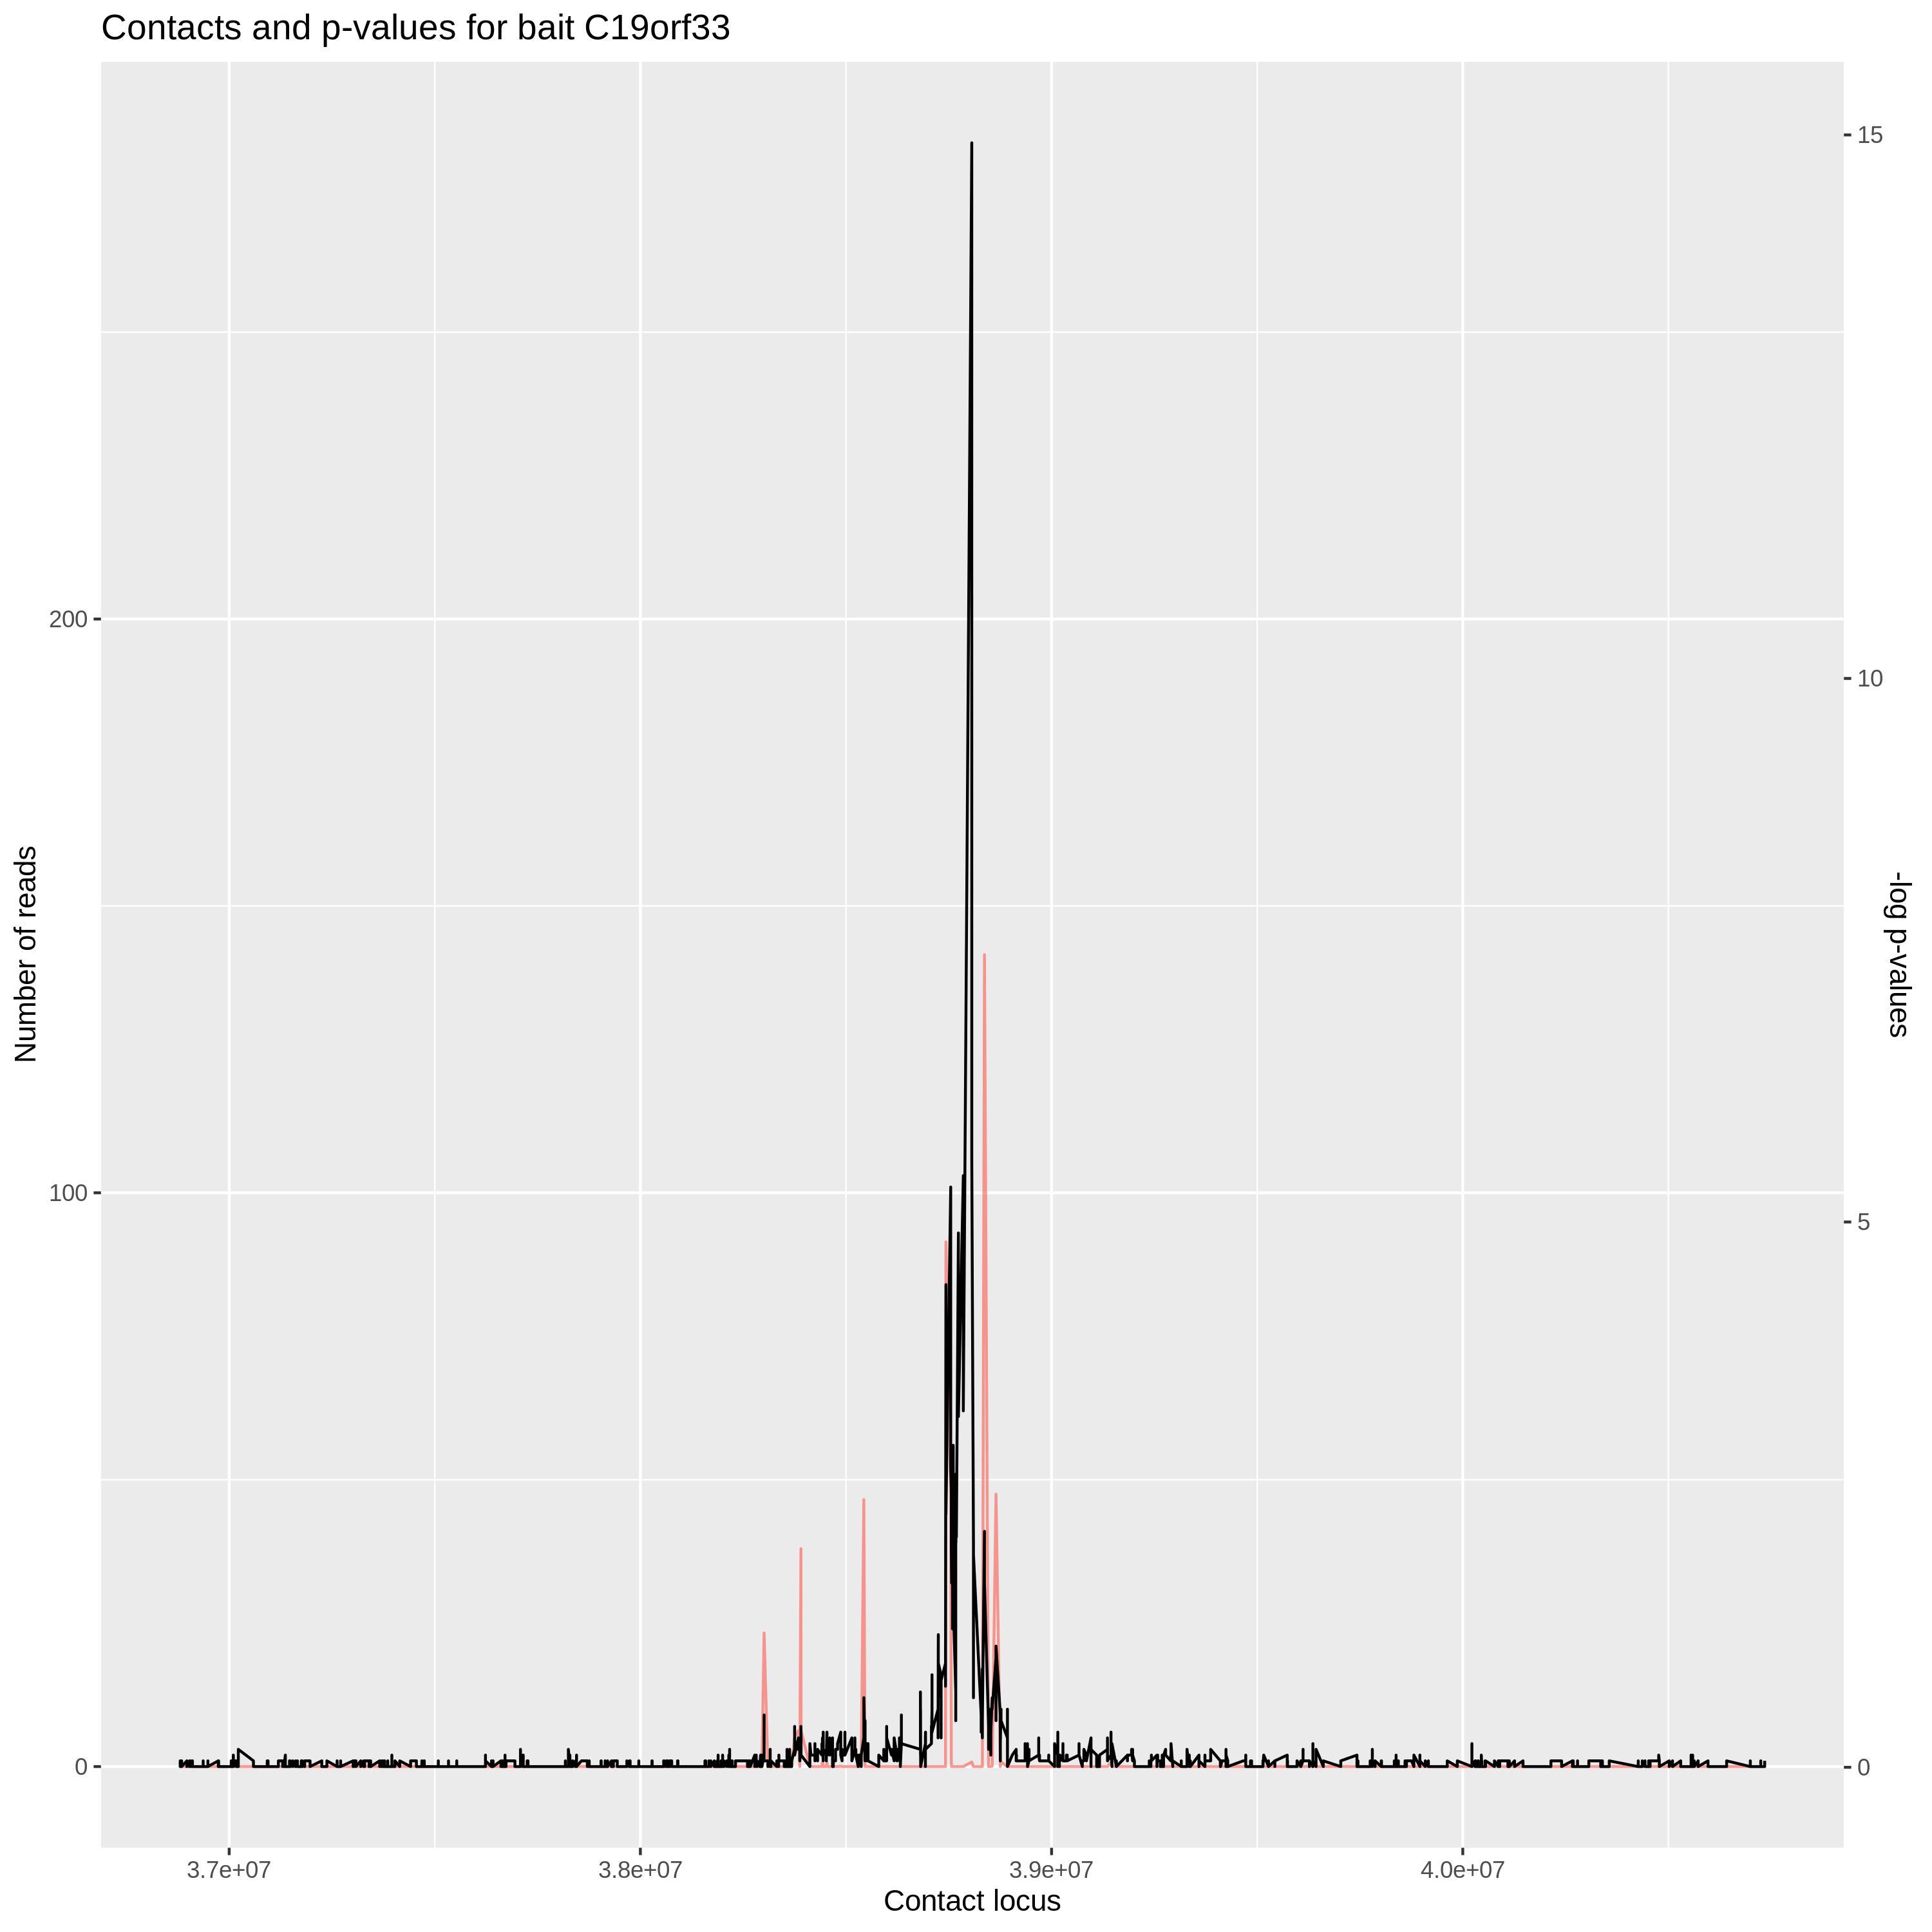 Contacts and p-values for bait C19orf33
15
200
10
Number of reads
-log p-values
100
5
0
0
3.7e+07
3.8e+07
3.9e+07
4.0e+07
Contact locus